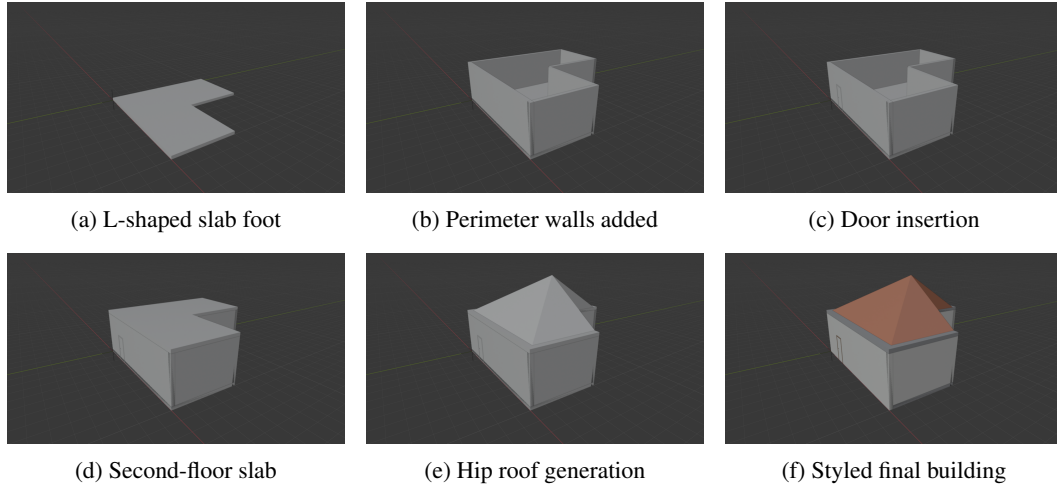 (a) L-shaped slab foot
(b) Perimeter walls added
(c) Door insertion
(d) Second-floor slab
(e) Hip roof generation
(f) Styled final building